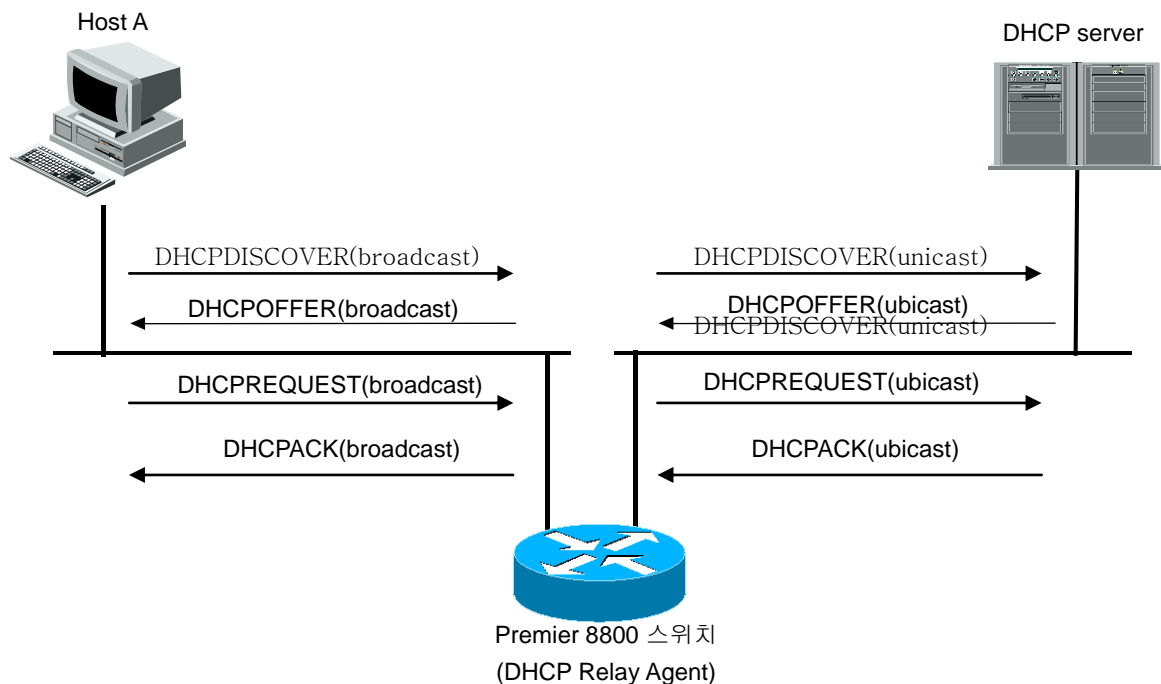 Host A
DHCP server
DHCPDISCOVER(broadcast)
DHCPDISCOVER(unicast)
DHCPOFFER(broadcast)
DHCPOFFER(ubicast)
DHCPDISCOVER(unicast)
DHCPREQUEST(broadcast)
DHCPREQUEST(ubicast)
DHCPACK(broadcast)
DHCPACK(ubicast)
Premier 8800 스위치
(DHCP Relay Agent)